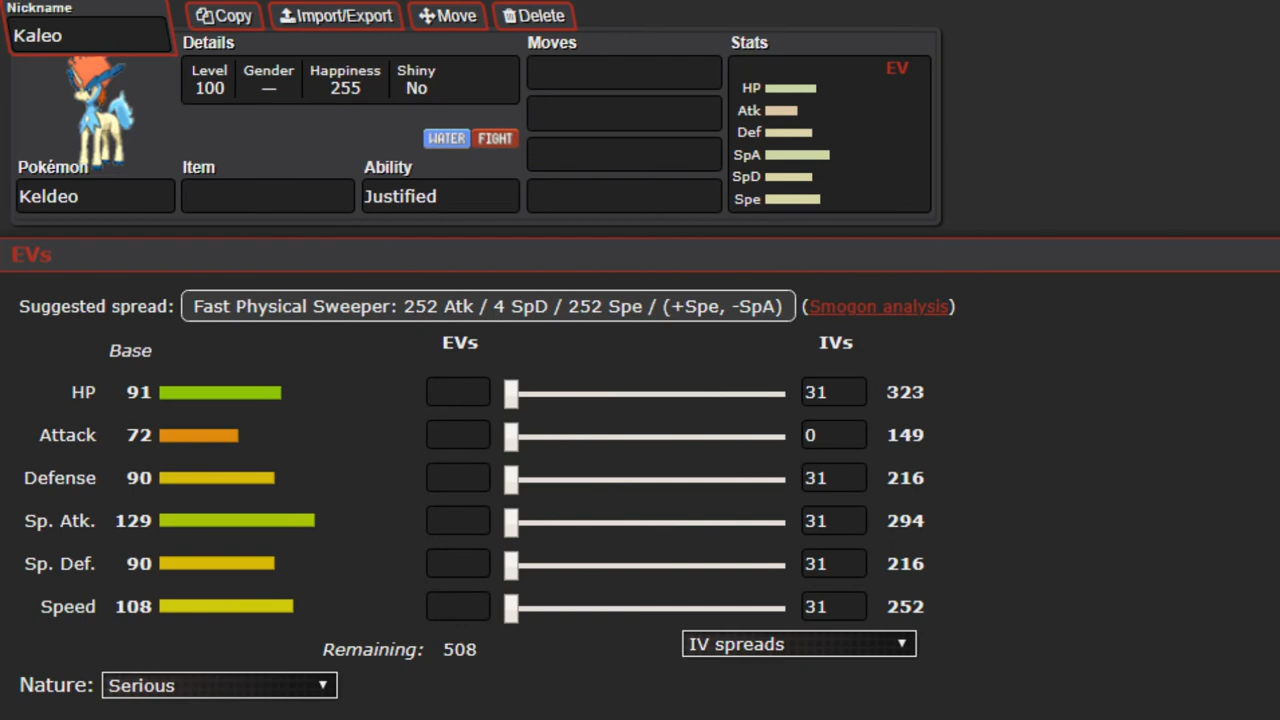 Nickname
Kaleo
Copy Import/Export Move Delete
Details
Level Gender Happiness Shiny
100 — 255 No
WATER FIGHT
Pokémon Item Ability
Keldeo Justified
Moves
Stats
EV
HP
Atk
Def
SpA
SpD
Spe
EVs
Suggested spread: Fast Physical Sweeper: 252 Atk / 4 SpD / 252 Spe / (+Spe, -SpA) (Smogon analysis)
Base EVs IVs
HP 91 31 323
Attack 72 0 149
Defense 90 31 216
Sp. Atk. 129 31 294
Sp. Def. 90 31 216
Speed 108 31 252
Remaining: 508 IV spreads
Nature: Serious